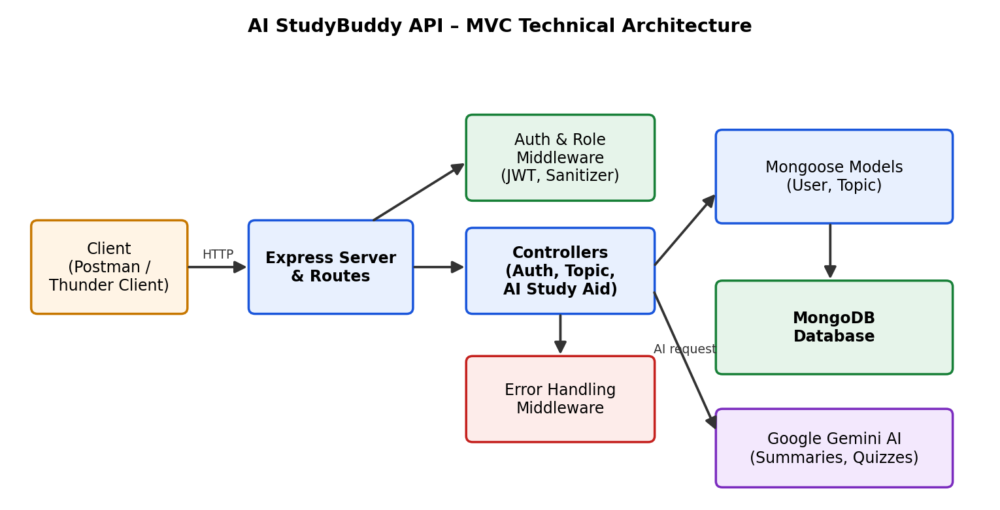 AI StudyBuddy API – MVC Technical Architecture
Client
(Postman /
Thunder Client)
HTTP
Express Server
& Routes
Auth & Role
Middleware
(JWT, Sanitizer)
Controllers
(Auth, Topic,
AI Study Aid)
Error Handling
Middleware
AI request
Mongoose Models
(User, Topic)
MongoDB
Database
Google Gemini AI
(Summaries, Quizzes)